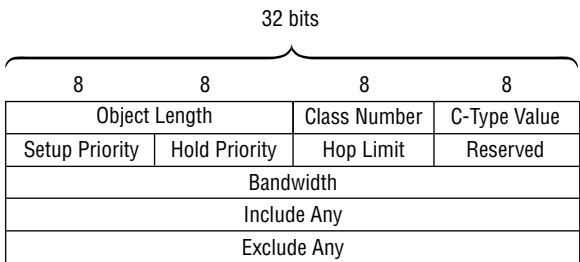 32 bits
8 8 8 8
Object Length Class Number C-Type Value
Setup Priority Hold Priority Hop Limit Reserved
Bandwidth
Include Any
Exclude Any